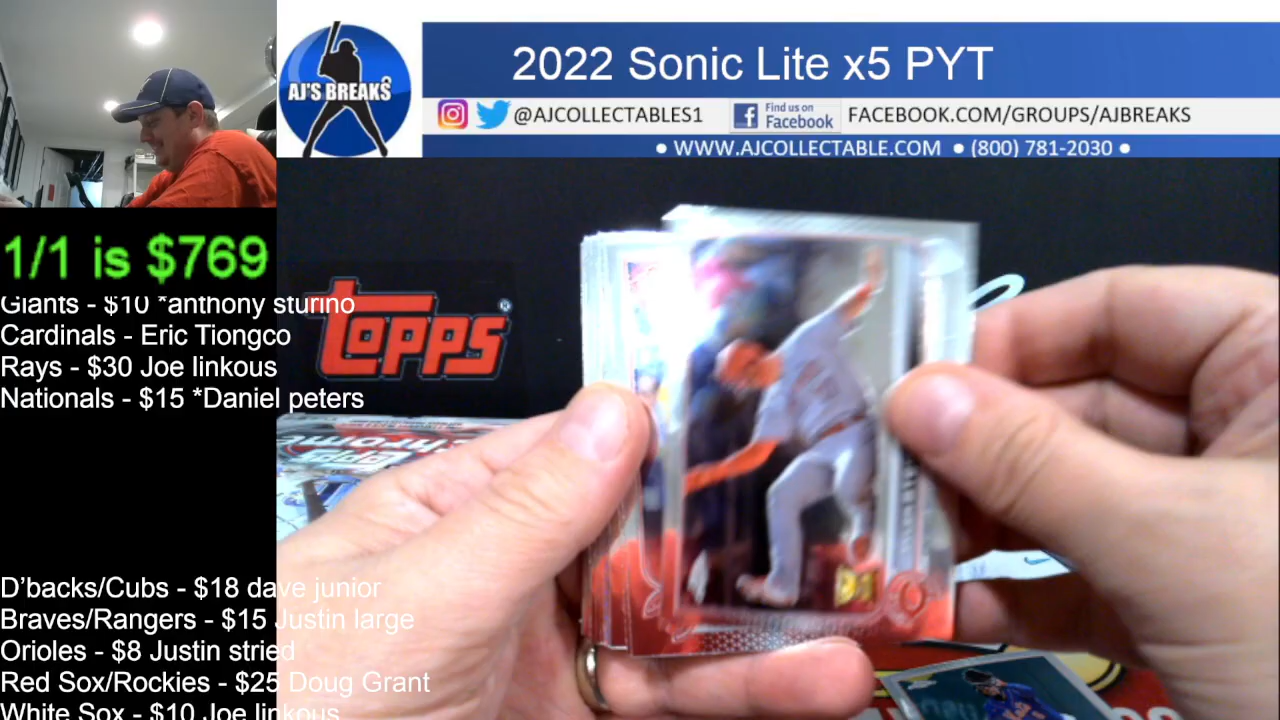 AJ'S BREAKS
2022 Sonic Lite x5 PYT
@AJCOLLECTABLES1
Find us on
Facebook
FACEBOOK.COM/GROUPS/AJBREAKS
• WWW.AJCOLLECTABLE.COM • (800) 781-2030 •
1/1 is $769
Giants - $10 *anthony sturino
Cardinals - Eric Tiongco
Rays - $30 Joe linkous
Nationals - $15 *Daniel peters
Topps
Topps
Chrome
D'backs/Cubs - $18 dave junior
Braves/Rangers - $15 Justin large
Orioles - $8 Justin stried
Red Sox/Rockies - $25 Doug Grant
White Sox - $10 Joe linkous